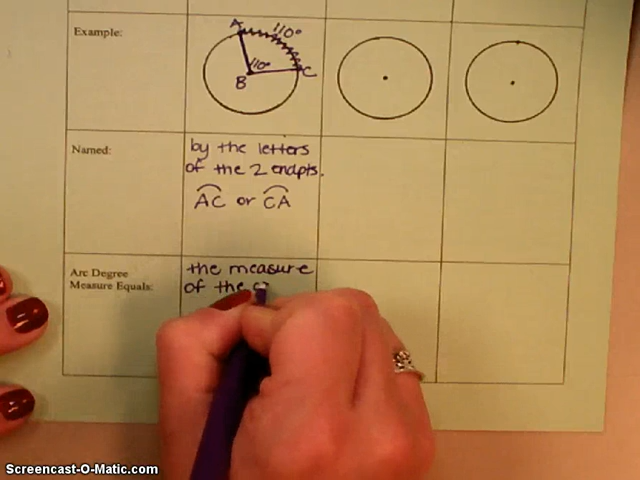 Example:
A
110°
110°
B
C
Named:
by the letters
of the 2 endpts.
AC or CA
Arc Degree
Measure Equals:
the measure
of the
Screencast-O-Matic.com